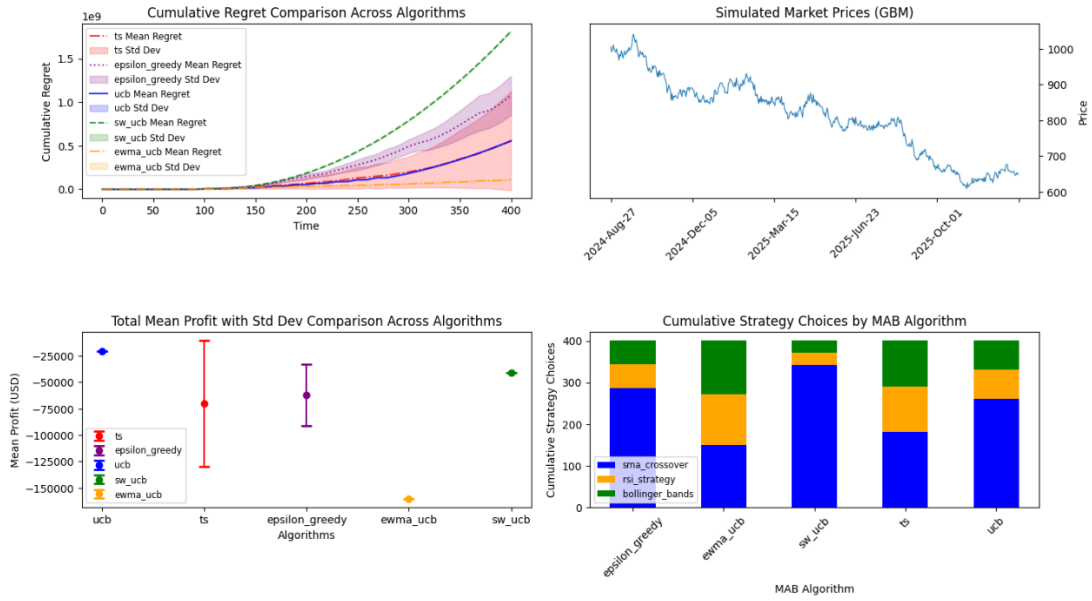 Cumulative Regret Comparison Across Algorithms
1e9
Cumulative Regret
1.5
1.0
0.5
0.0
ts Mean Regret
ts Std Dev
epsilon_greedy Mean Regret
epsilon_greedy Std Dev
ucb Mean Regret
ucb Std Dev
sw_ucb Mean Regret
sw_ucb Std Dev
ewma_ucb Mean Regret
ewma_ucb Std Dev
0 50 100 150 200 250 300 350 400
Time
Simulated Market Prices (GBM)
1000
900
800
700
600
Price
2024-Aug-27
2024-Dec-05
2025-Mar-15
2025-Jun-23
2025-Oct-01
Total Mean Profit with Std Dev Comparison Across Algorithms
Mean Profit (USD)
−25000
−50000
−75000
−100000
−125000
−150000
ts
epsilon_greedy
ucb
sw_ucb
ewma_ucb
ucb ts epsilon_greedy ewma_ucb sw_ucb
Algorithms
Cumulative Strategy Choices by MAB Algorithm
Cumulative Strategy Choices
400
300
200
100
0
sma_crossover
rsi_strategy
bollinger_bands
epsilon_greedy
ewma_ucb
sw_ucb
ts
ucb
MAB Algorithm